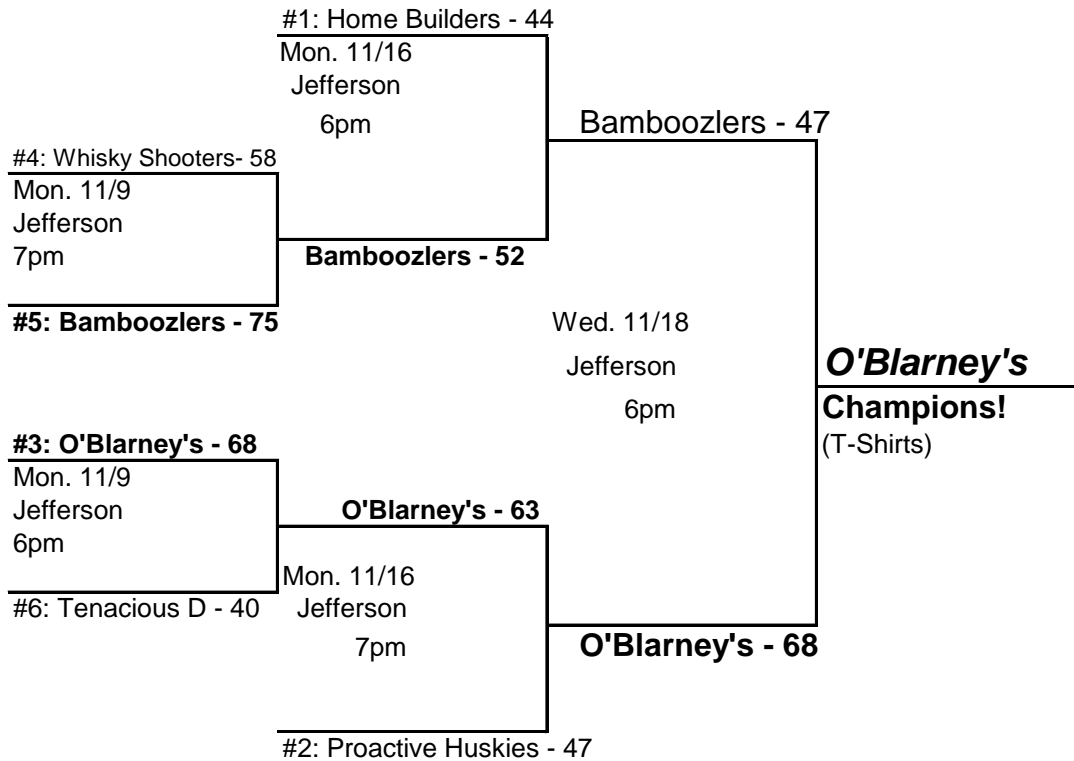 #1: Home Builders - 44
Mon. 11/16
Jefferson
6pm
Bamboozlers - 47
#4: Whisky Shooters- 58
Mon. 11/9
Jefferson
7pm
Bamboozlers - 52
#5: Bamboozlers - 75
Wed. 11/18
Jefferson
6pm
O'Blarney's
Champions!
(T-Shirts)
#3: O'Blarney's - 68
Mon. 11/9
Jefferson
6pm
O'Blarney's - 63
#6: Tenacious D - 40
Mon. 11/16
Jefferson
7pm
O'Blarney's - 68
#2: Proactive Huskies - 47